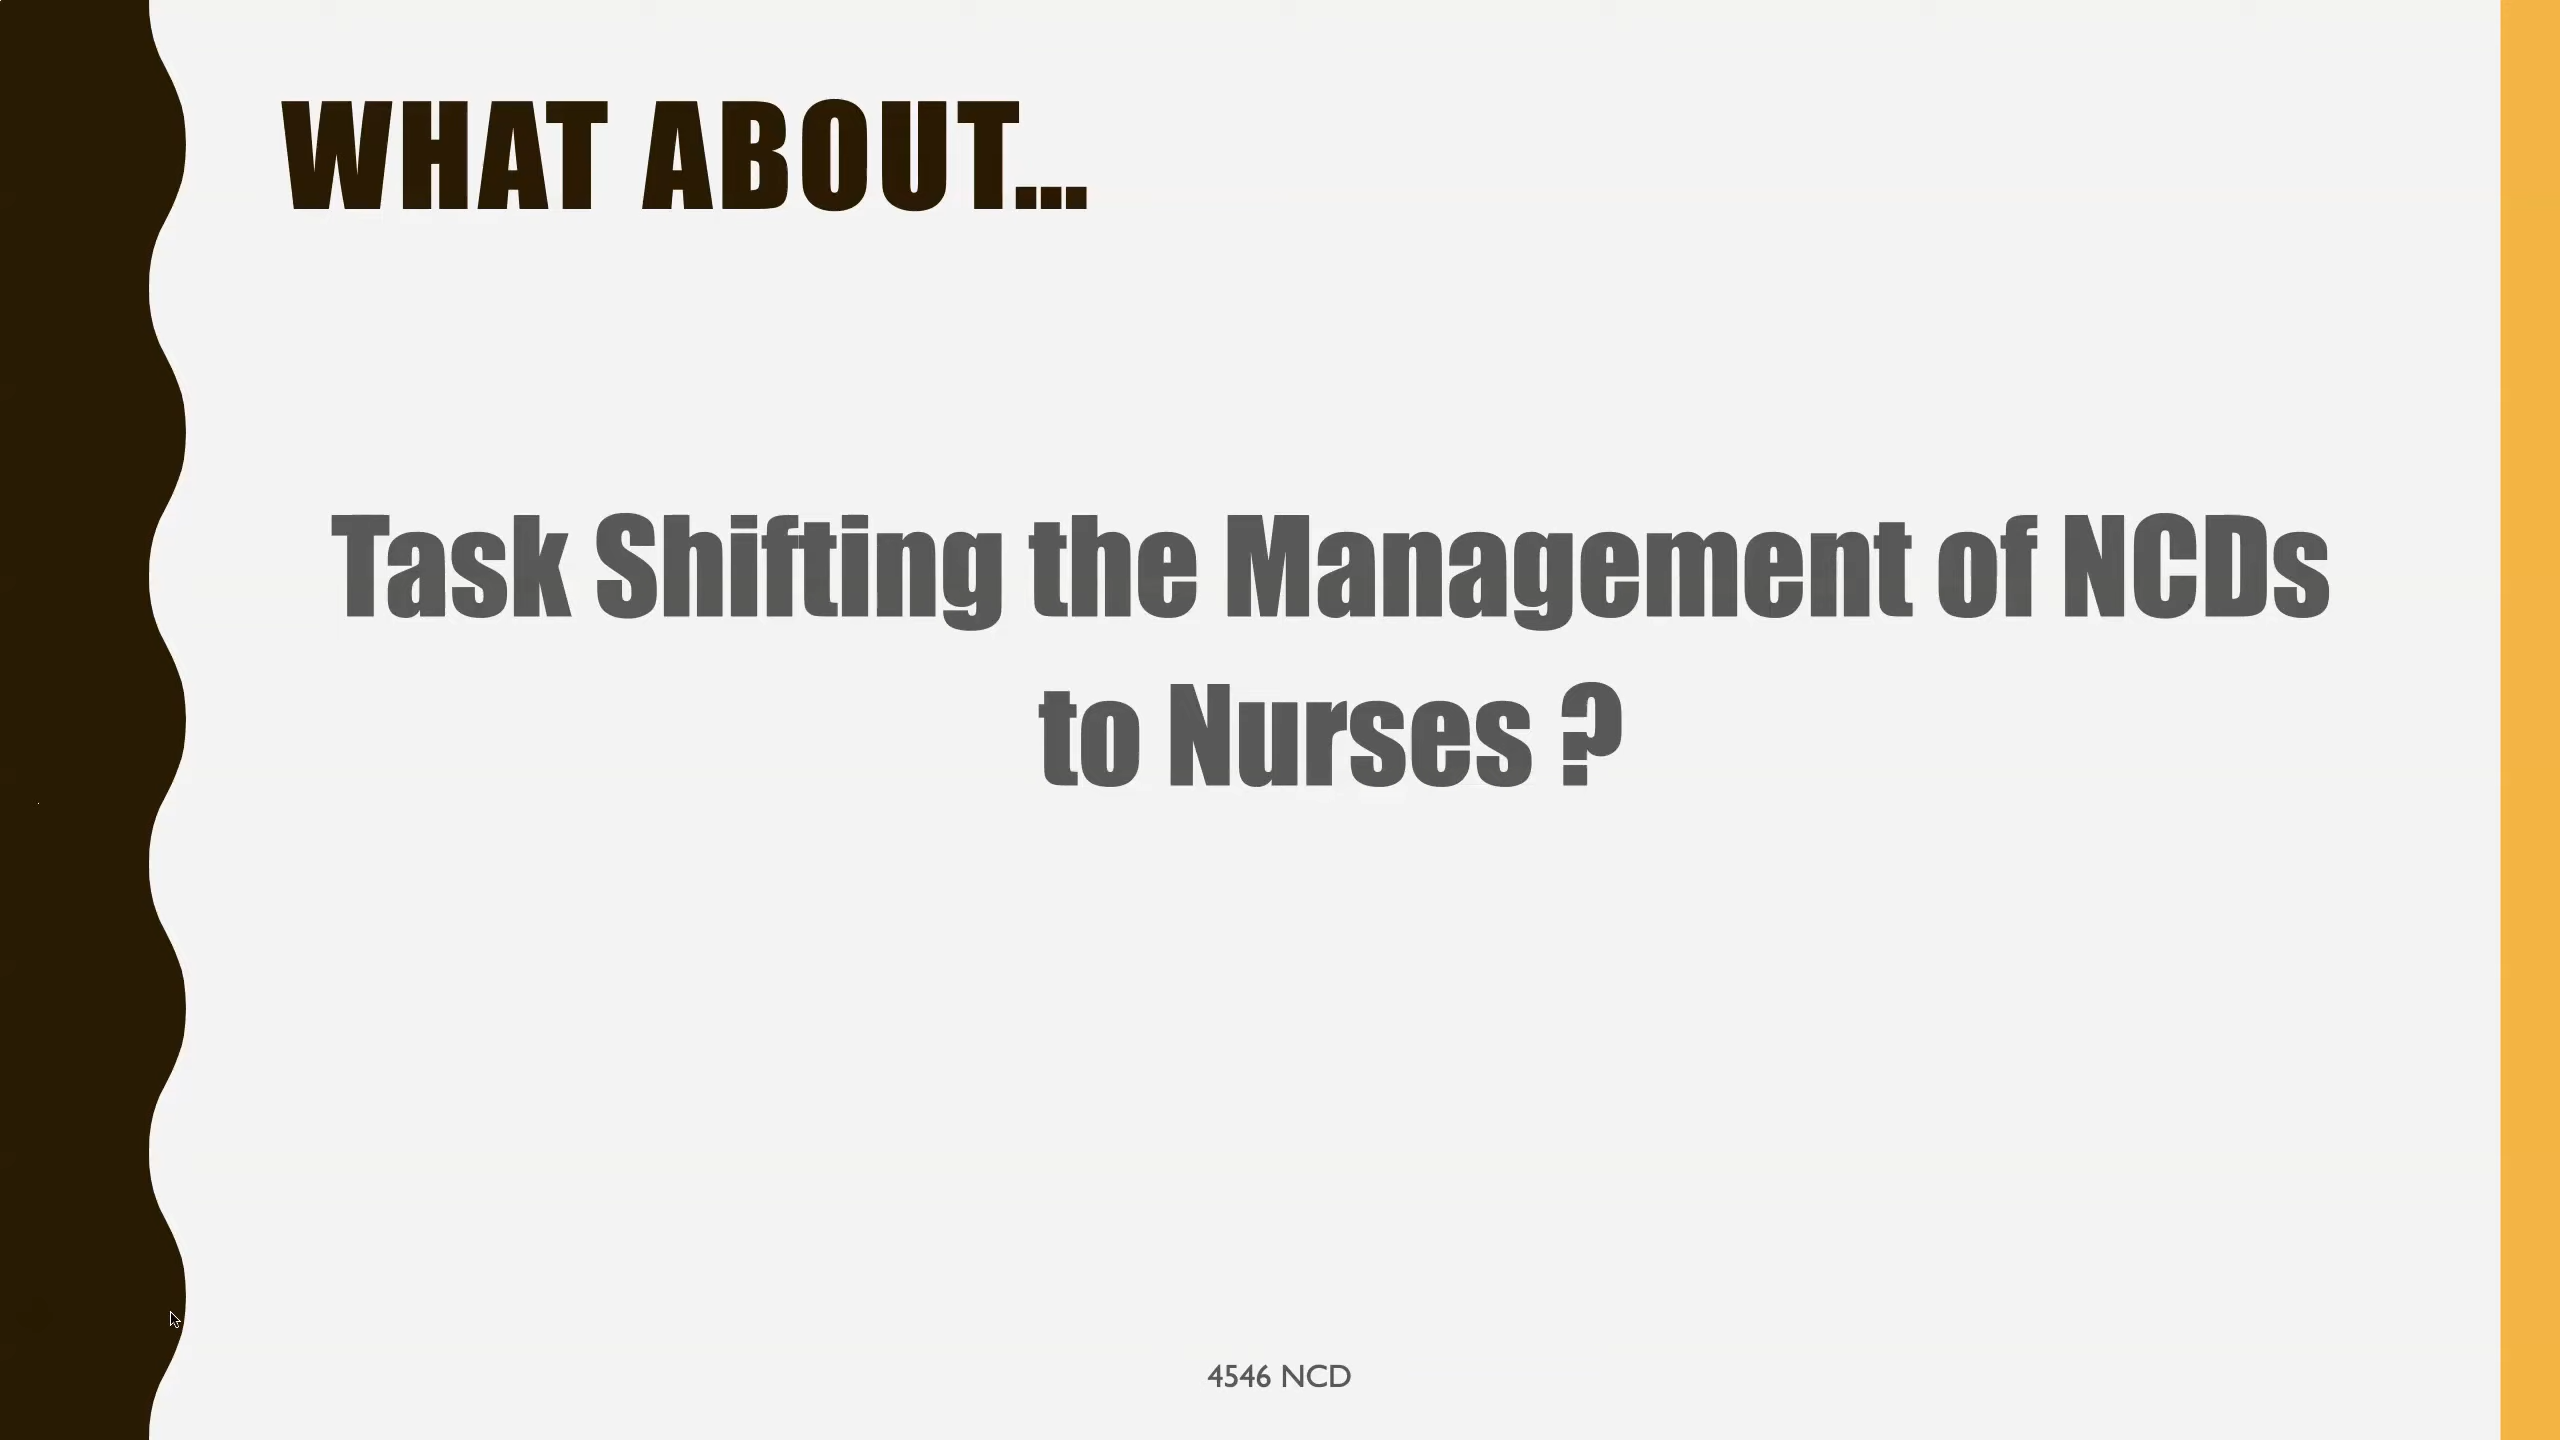 WHAT ABOUT...
Task Shifting the Management of NCDs
to Nurses ?
4546 NCD